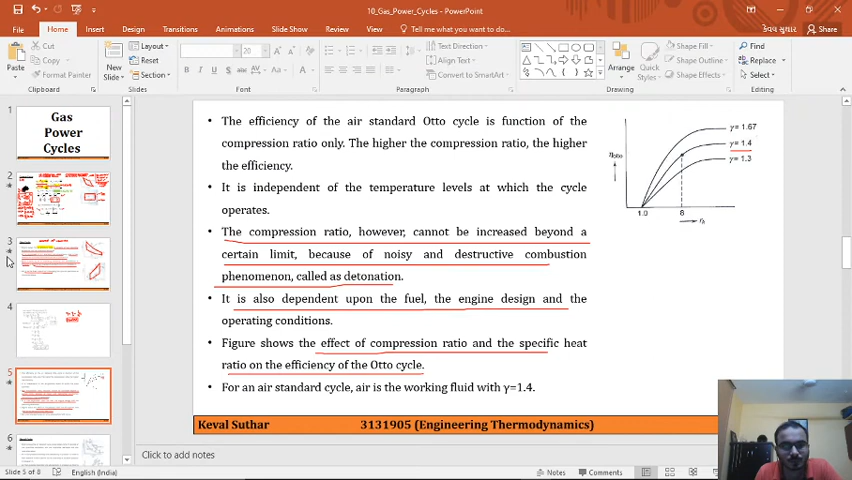 10_Gas_Power_Cycles - PowerPoint
File Home Insert Design Transitions Animations Slide Show Review View Tell me what you want to do...
કેવલ સુથાર Share
Paste
Cut
Copy
Format Painter
Clipboard
New Slide
Layout
Reset
Section
Slides
20
B I U S
Font
Paragraph
Text Direction
Align Text
Convert to SmartArt
Arrange
Quick Styles
Shape Fill
Shape Outline
Shape Effects
Drawing
Find
Replace
Select
Editing
1
Gas
Power
Cycles
2
3
4
5
6
• The efficiency of the air standard Otto cycle is function of the
compression ratio only. The higher the compression ratio, the higher
the efficiency.
• It is independent of the temperature levels at which the cycle
operates.
• The compression ratio, however, cannot be increased beyond a
certain limit, because of noisy and destructive combustion
phenomenon, called as detonation.
• It is also dependent upon the fuel, the engine design and the
operating conditions.
• Figure shows the effect of compression ratio and the specific heat
ratio on the efficiency of the Otto cycle.
• For an air standard cycle, air is the working fluid with γ=1.4.
γ= 1.67
γ= 1.4
γ= 1.3
ηOtto
1.0 8 rk
Keval Suthar 3131905 (Engineering Thermodynamics)
Click to add notes
Slide 5 of 8 English (India) Notes Comments